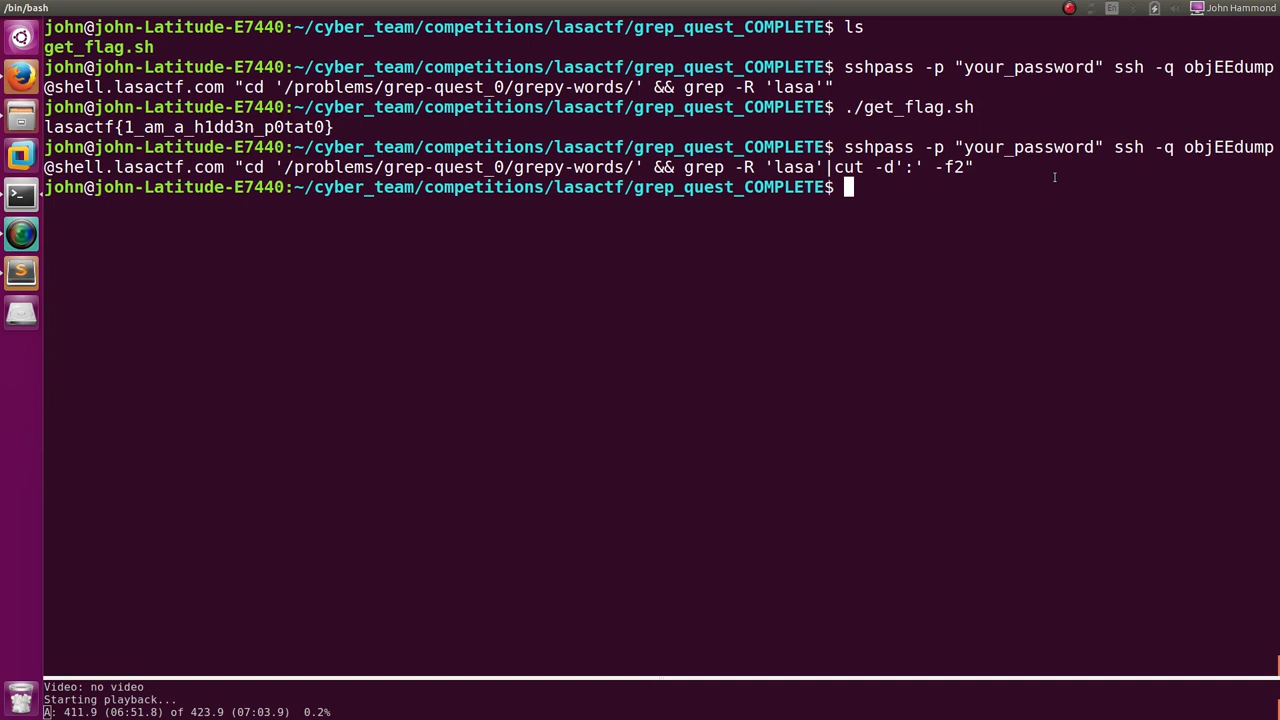 /bin/bash
En
John Hammond
john@john-Latitude-E7440:~/cyber_team/competitions/lasactf/grep_quest_COMPLETE$ ls
get_flag.sh
john@john-Latitude-E7440:~/cyber_team/competitions/lasactf/grep_quest_COMPLETE$ sshpass -p "your_password" ssh -q objEEdump
@shell.lasactf.com "cd '/problems/grep-quest_0/grepy-words/' && grep -R 'lasa'"
john@john-Latitude-E7440:~/cyber_team/competitions/lasactf/grep_quest_COMPLETE$ ./get_flag.sh
lasactf{1_am_a_h1dd3n_p0tat0}
john@john-Latitude-E7440:~/cyber_team/competitions/lasactf/grep_quest_COMPLETE$ sshpass -p "your_password" ssh -q objEEdump
@shell.lasactf.com "cd '/problems/grep-quest_0/grepy-words/' && grep -R 'lasa'|cut -d':' -f2"
john@john-Latitude-E7440:~/cyber_team/competitions/lasactf/grep_quest_COMPLETE$
Video: no video
Starting playback...
A: 411.9 (06:51.8) of 423.9 (07:03.9) 0.2%